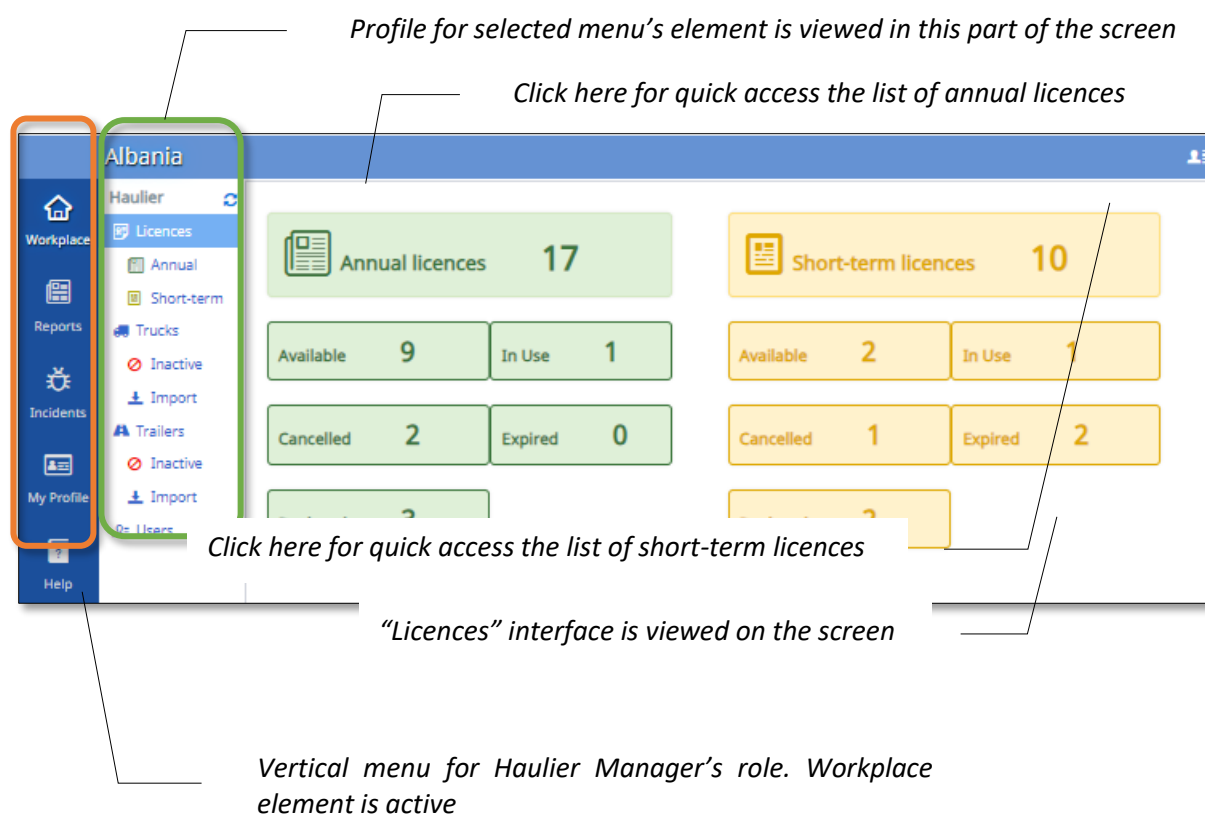 Profile for selected menu’s element is viewed in this part of the screen
Click here for quick access the list of annual licences
Albania
Haulier
Workplace
Licences
Annual
Short-term
Reports
Trucks
Inactive
Import
Incidents
Trailers
Inactive
Import
My Profile
Users
Help
Annual licences 17
Available 9
In Use 1
Cancelled 2
Expired 0
Short-term licences 10
Available 2
In Use 1
Cancelled 1
Expired 2
Click here for quick access the list of short-term licences
“Licences” interface is viewed on the screen
Vertical menu for Haulier Manager’s role. Workplace
element is active